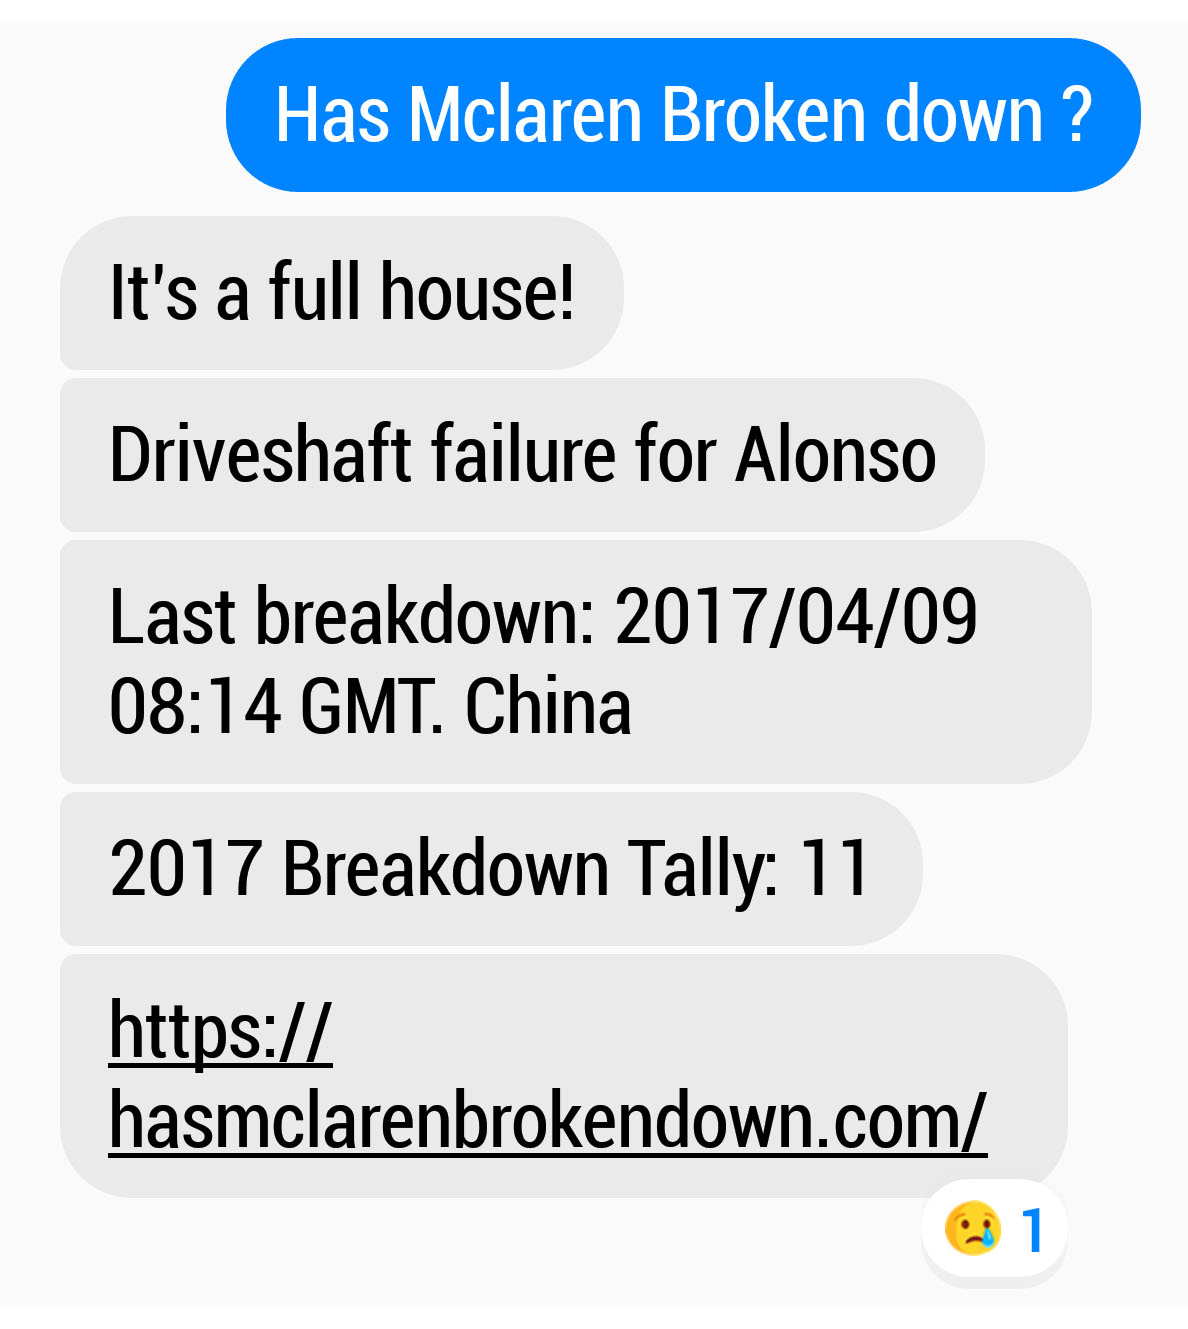 Has Mclaren Broken down ?
It's a full house!
Driveshaft failure for Alonso
Last breakdown: 2017/04/09
08:14 GMT. China
2017 Breakdown Tally: 11
https://
hasmclarenbrokendown.com/
😢 1